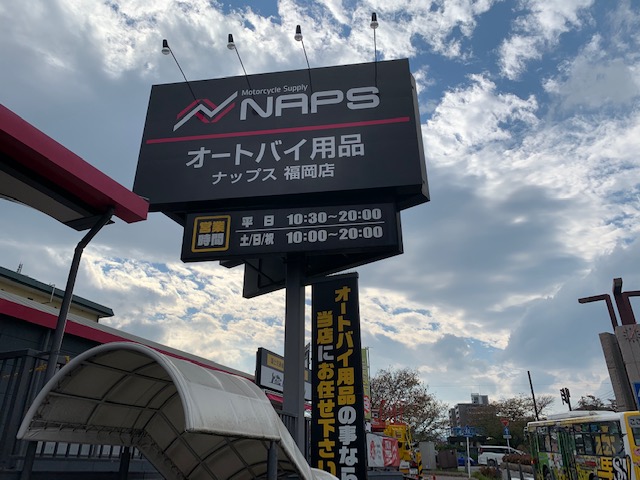 Motorcycle Supply
NAPS
オートバイ用品
ナップス 福岡店
営業時間
平 日 10:30~20:00
土/日/祝 10:00~20:00
オートバイ用品の事なら
当店にお任せ下さい